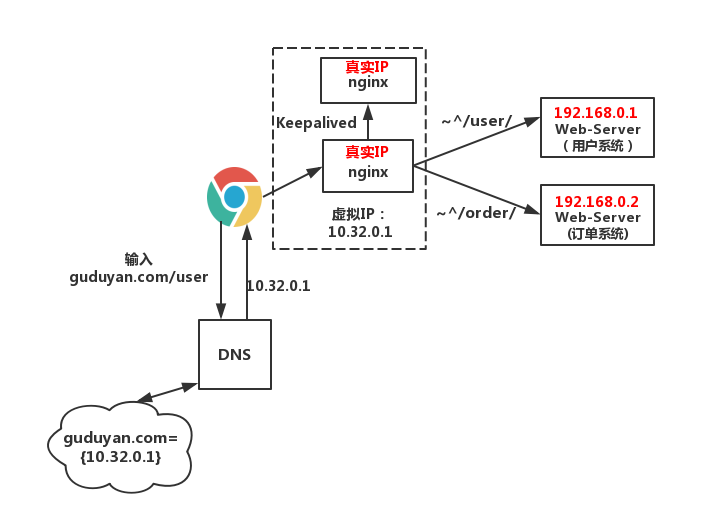 真实IP
nginx
Keepalived
真实IP
nginx
虚拟IP：
10.32.0.1
~^/user/
192.168.0.1
Web-Server
（用户系统）
~^/order/
192.168.0.2
Web-Server
(订单系统)
输入
guduyan.com/user
10.32.0.1
DNS
guduyan.com=
{10.32.0.1}